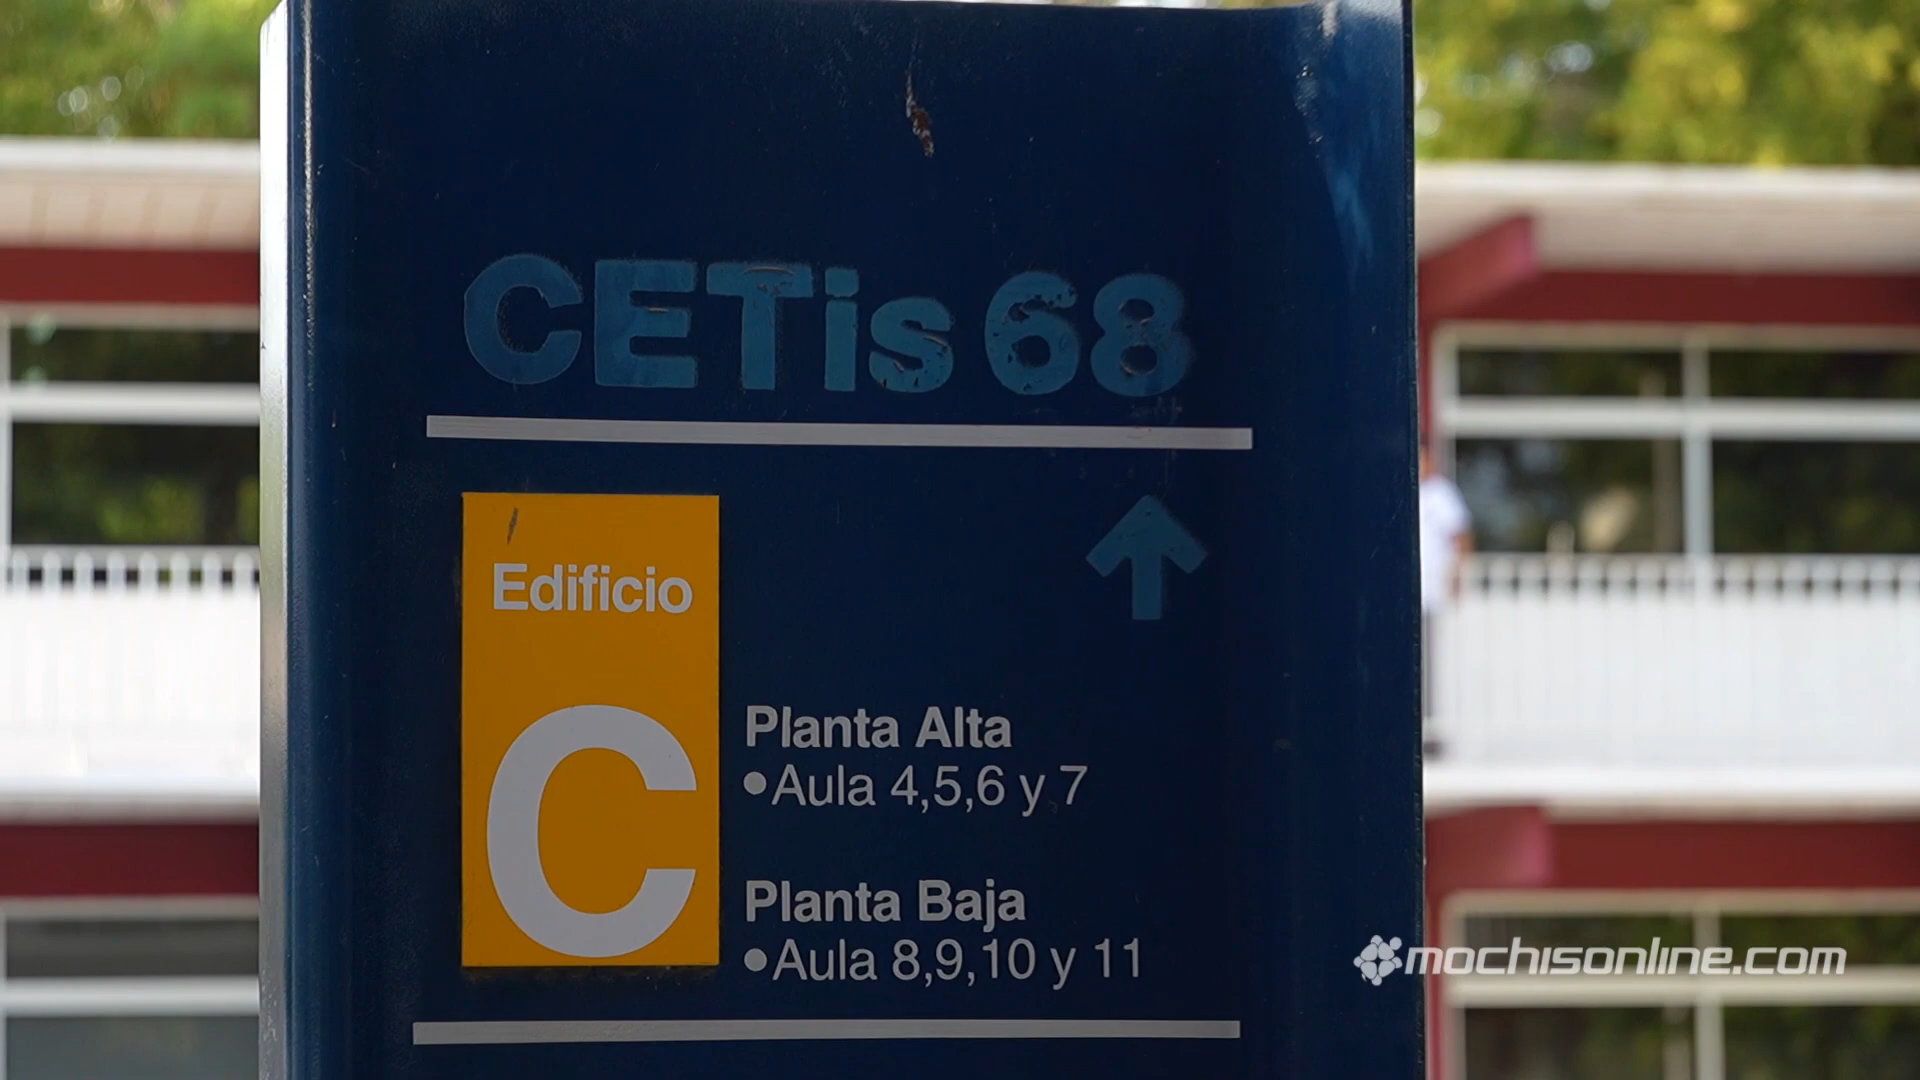 CETis 68
Edificio
C
Planta Alta
•Aula 4,5,6 y 7
Planta Baja
•Aula 8,9,10 y 11
mochisonline.com